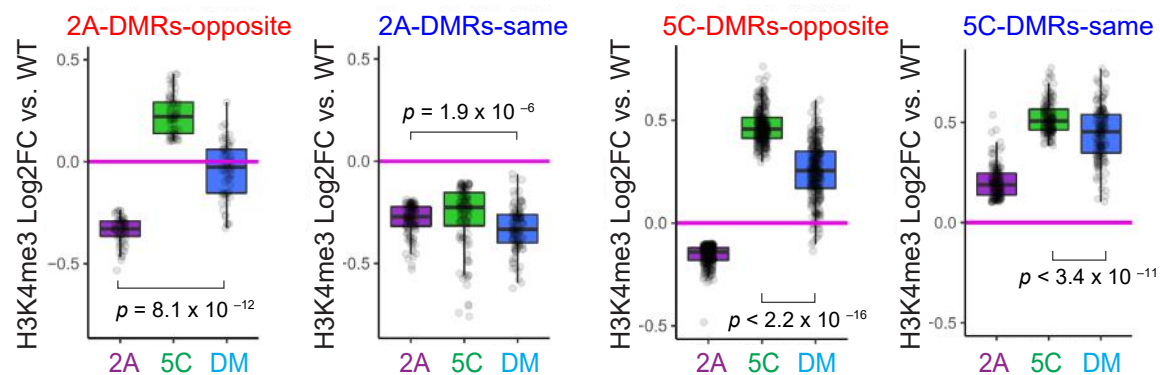 2A-DMRs-opposite
H3K4me3 Log2FC vs. WT
0.5
0.0
−0.5
p = 8.1 x 10 −12
2A 5C DM
2A-DMRs-same
H3K4me3 Log2FC vs. WT
0.5
0.0
-0.5
p = 1.9 x 10 −6
2A 5C DM
5C-DMRs-opposite
H3K4me3 Log2FC vs. WT
0.5
0.0
-0.5
p < 2.2 x 10 −16
2A 5C DM
5C-DMRs-same
H3K4me3 Log2FC vs. WT
0.5
0.0
-0.5
p < 3.4 x 10 −11
2A 5C DM